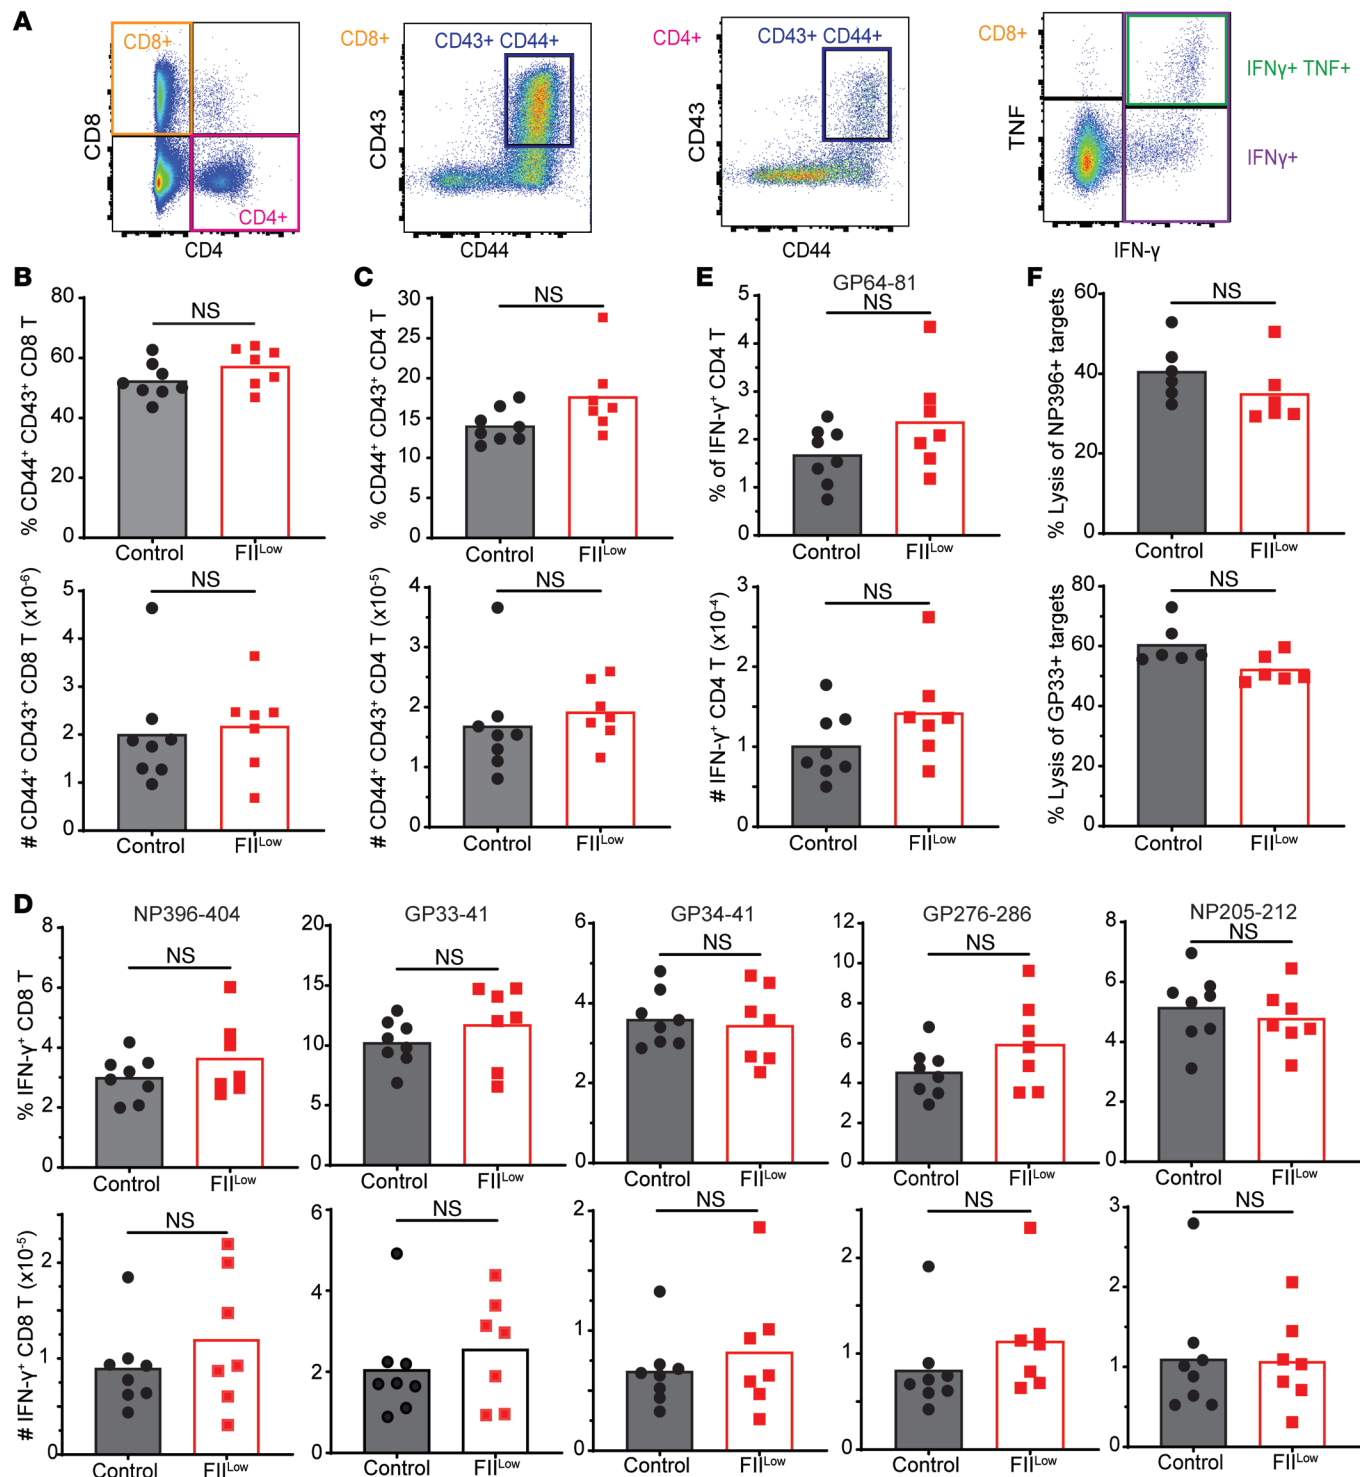 A
CD8+
CD4+
CD8
CD4
CD8+
CD43+ CD44+
CD43
CD44
CD4+
CD43+ CD44+
CD43
CD44
CD8+
IFNγ+ TNF+
IFNγ+
TNF
IFN-γ
B
% CD44⁺ CD43⁺ CD8 T
80
60
40
20
0
NS
Control
FIIᴸᵒʷ
# CD44⁺ CD43⁺ CD8 T (x10⁻⁶)
5
4
3
2
1
0
NS
Control
FIIᴸᵒʷ
C
% CD44⁺ CD43⁺ CD4 T
30
25
20
15
10
5
0
NS
Control
FIIᴸᵒʷ
# CD44⁺ CD43⁺ CD4 T (x10⁻⁵)
4
3
2
1
0
NS
Control
FIIᴸᵒʷ
E
GP64-81
% of IFN-γ⁺ CD4 T
5
4
3
2
1
0
NS
Control
FIIᴸᵒʷ
# IFN-γ⁺ CD4 T (x10⁻⁴)
3
2
1
0
NS
Control
FIIᴸᵒʷ
F
% Lysis of NP396+ targets
60
40
20
0
NS
Control
FIIᴸᵒʷ
% Lysis of GP33+ targets
80
60
40
20
0
NS
Control
FIIᴸᵒʷ
D
NP396-404
% IFN-γ⁺ CD8 T
8
6
4
2
0
NS
Control
FIIᴸᵒʷ
GP33-41
20
15
10
5
0
NS
Control
FIIᴸᵒʷ
GP34-41
6
4
2
0
NS
Control
FIIᴸᵒʷ
GP276-286
12
10
8
6
4
2
0
NS
Control
FIIᴸᵒʷ
NP205-212
8
6
4
2
0
NS
Control
FIIᴸᵒʷ
# IFN-γ⁺ CD8 T (x10⁻⁵)
2
1
0
NS
Control
FIIᴸᵒʷ
6
4
2
0
NS
Control
FIIᴸᵒʷ
2
1
0
NS
Control
FIIᴸᵒʷ
2
1
0
NS
Control
FIIᴸᵒʷ
3
2
1
0
NS
Control
FIIᴸᵒʷ